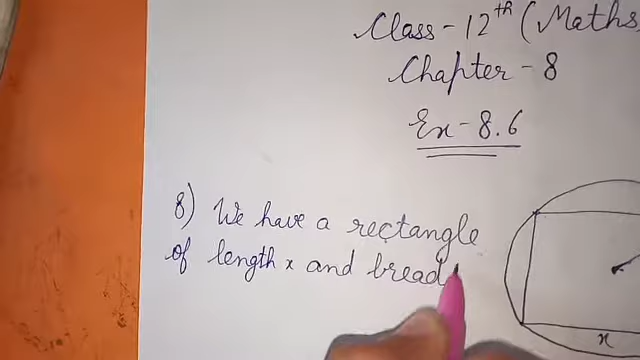 Class - 12th (Maths
Chapter - 8
Ex - 8.6
8) We have a rectangle
of length x and bread
x